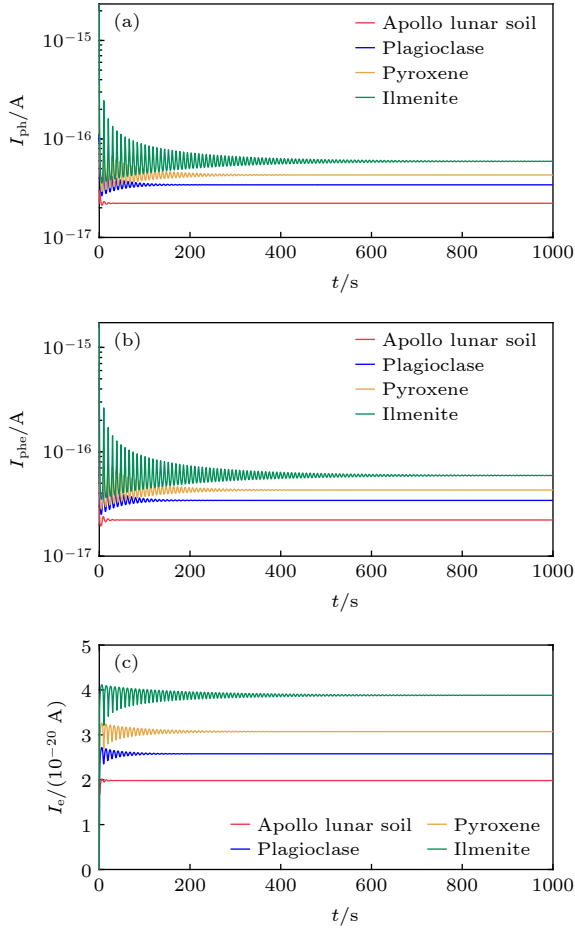 (a)
Apollo lunar soil
Plagioclase
Pyroxene
Ilmenite
10⁻¹⁵
10⁻¹⁶
10⁻¹⁷
I_ph/A
0 200 400 600 800 1000
t/s
(b)
Apollo lunar soil
Plagioclase
Pyroxene
Ilmenite
10⁻¹⁵
10⁻¹⁶
10⁻¹⁷
I_phe/A
0 200 400 600 800 1000
t/s
(c)
5
4
3
2
1
0
I_e/(10⁻²⁰ A)
Apollo lunar soil Pyroxene
Plagioclase Ilmenite
0 200 400 600 800 1000
t/s